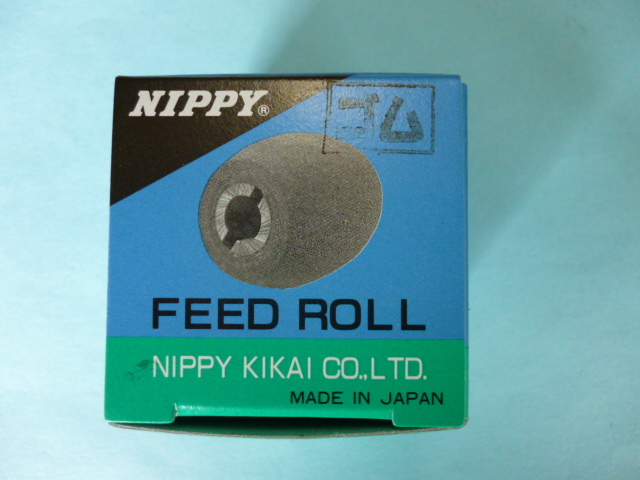 NIPPY®
ゴム
FEED ROLL
NIPPY KIKAI CO.,LTD.
MADE IN JAPAN